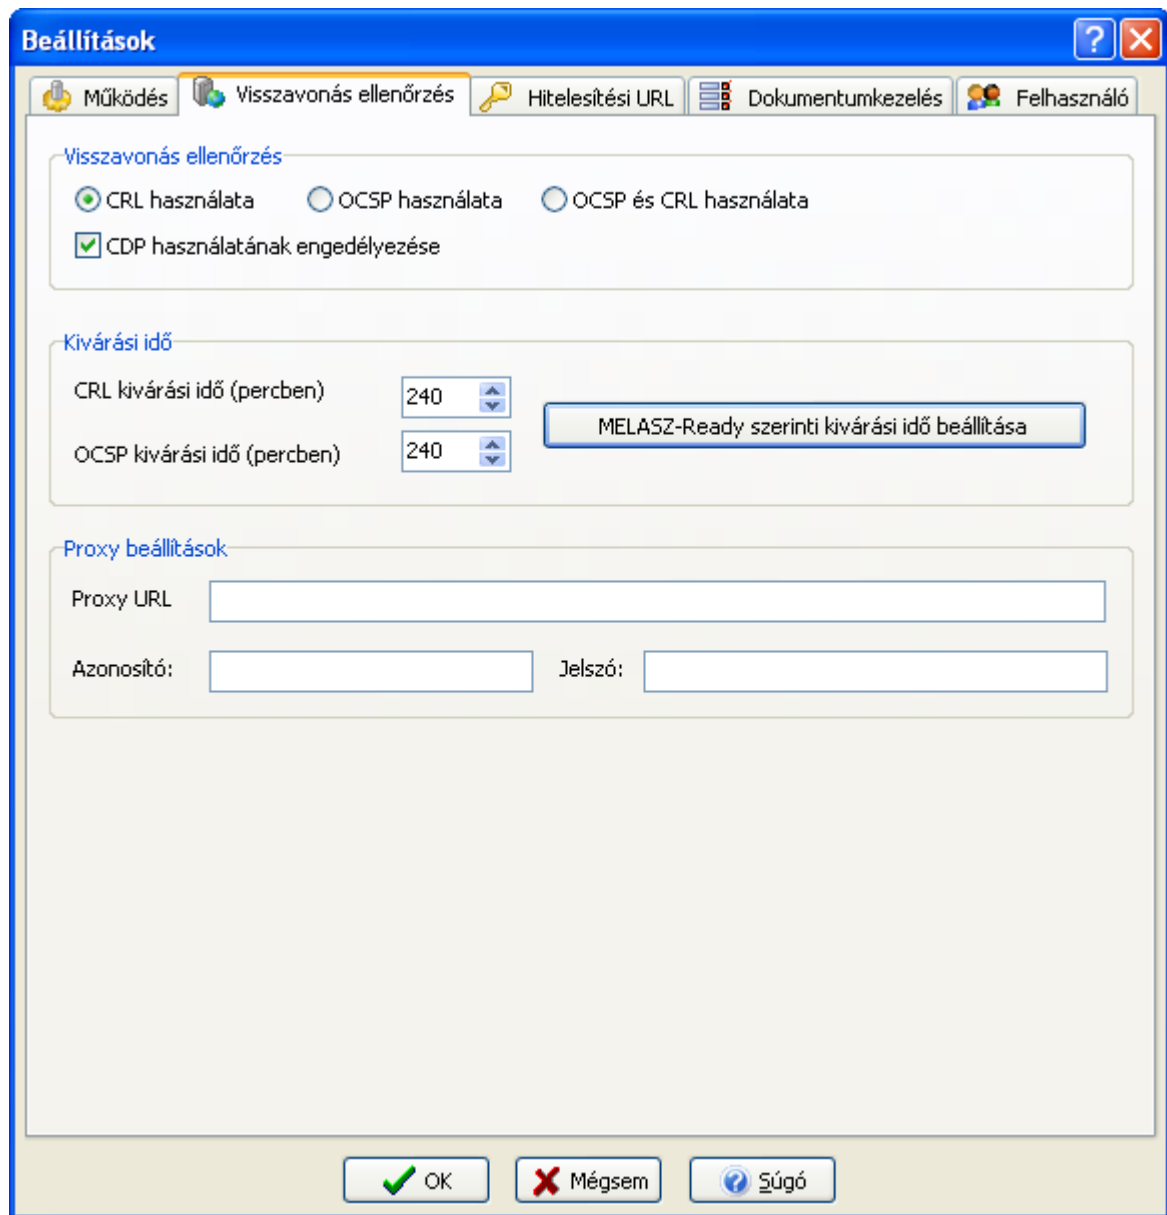 Beállítások
Működés Visszavonás ellenőrzés Hitelesítési URL Dokumentumkezelés Felhasználó
Visszavonás ellenőrzés
CRL használata OCSP használata OCSP és CRL használata
CDP használatának engedélyezése
Kivárási idő
CRL kivárási idő (percben) 240
MELASZ-Ready szerinti kivárási idő beállítása
OCSP kivárási idő (percben) 240
Proxy beállítások
Proxy URL
Azonosító: Jelszó:
OK Mégsem Súgó